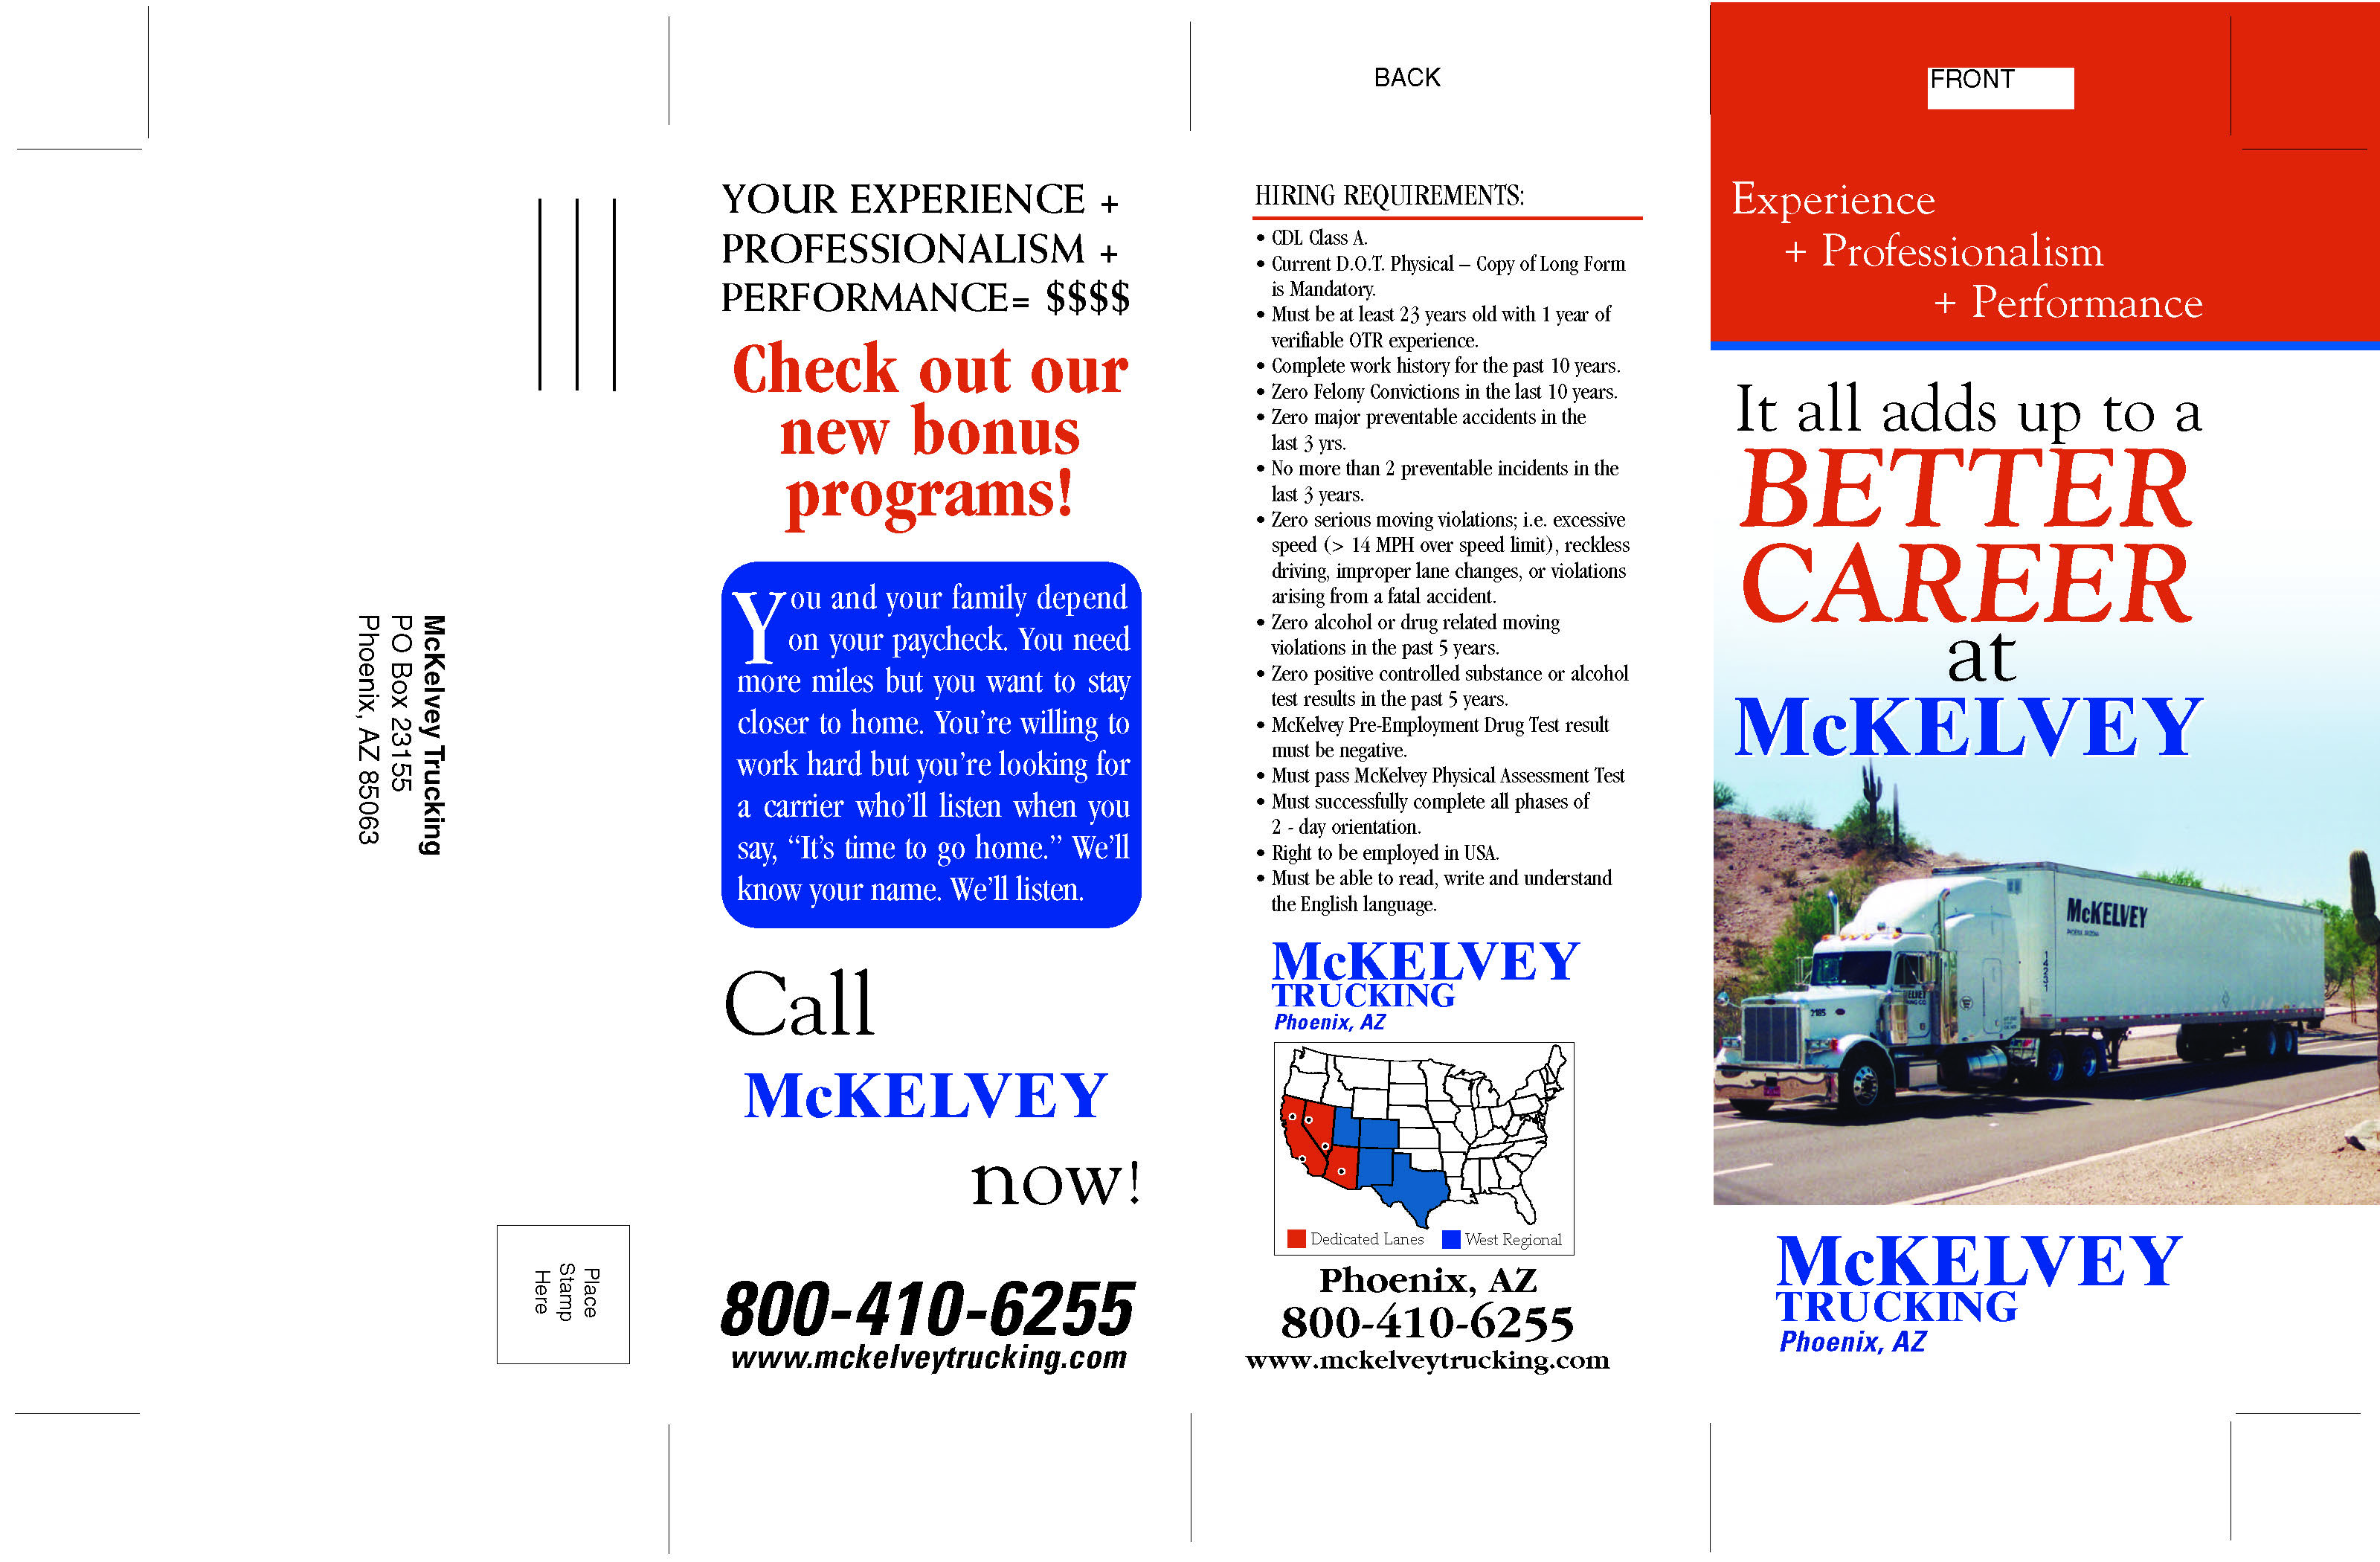 McKelvey Trucking
PO Box 23155
Phoenix, AZ 85063
Place
Stamp
Here
YOUR EXPERIENCE +
PROFESSIONALISM +
PERFORMANCE= $$$$
Check out our
new bonus
programs!
You and your family depend
on your paycheck. You need
more miles but you want to stay
closer to home. You’re willing to
work hard but you’re looking for
a carrier who’ll listen when you
say, “It’s time to go home.” We’ll
know your name. We’ll listen.
Call
McKELVEY
now!
800-410-6255
www.mckelveytrucking.com
BACK
HIRING REQUIREMENTS:
• CDL Class A.
• Current D.O.T. Physical – Copy of Long Form
is Mandatory.
• Must be at least 23 years old with 1 year of
verifiable OTR experience.
• Complete work history for the past 10 years.
• Zero Felony Convictions in the last 10 years.
• Zero major preventable accidents in the
last 3 yrs.
• No more than 2 preventable incidents in the
last 3 years.
• Zero serious moving violations; i.e. excessive
speed (> 14 MPH over speed limit), reckless
driving, improper lane changes, or violations
arising from a fatal accident.
• Zero alcohol or drug related moving
violations in the past 5 years.
• Zero positive controlled substance or alcohol
test results in the past 5 years.
• McKelvey Pre-Employment Drug Test result
must be negative.
• Must pass McKelvey Physical Assessment Test
• Must successfully complete all phases of
2 - day orientation.
• Right to be employed in USA.
• Must be able to read, write and understand
the English language.
McKELVEY
TRUCKING
Phoenix, AZ
Dedicated Lanes West Regional
Phoenix, AZ
800-410-6255
www.mckelveytrucking.com
FRONT
Experience
+ Professionalism
+ Performance
It all adds up to a
BETTER
CAREER
at
McKELVEY
McKELVEY
PHOENIX, ARIZONA
14231
2185
McKELVEY
TRUCKING
Phoenix, AZ